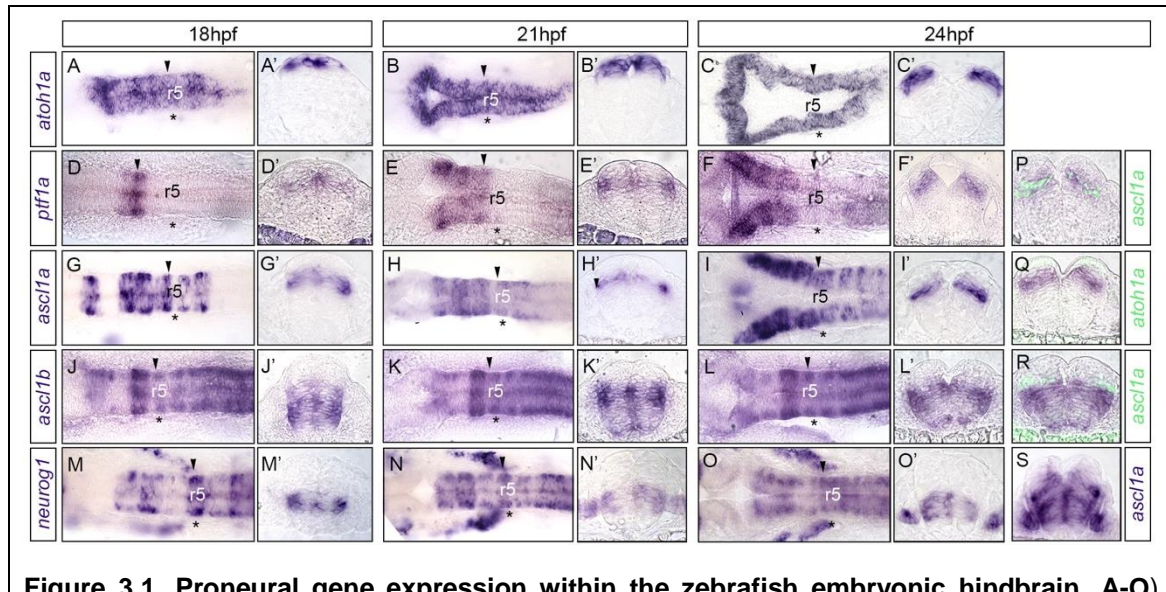 18hpf 21hpf 24hpf
atoh1a
A A' B B' C C'
r5 r5 r5
* * *
ptf1a
D D' E E' F F' P
r5 r5 r5
* * *
ascl1a
ascl1a
G G' H H' I I' Q
r5 r5 r5
* * *
atoh1a
ascl1b
J J' K K' L L' R
r5 r5 r5
* * *
ascl1a
neurog1
M M' N N' O O' S
r5 r5 r5
* * *
ascl1a
Figure 3.1. Proneural gene expression within the zebrafish embryonic hindbrain. A-O)